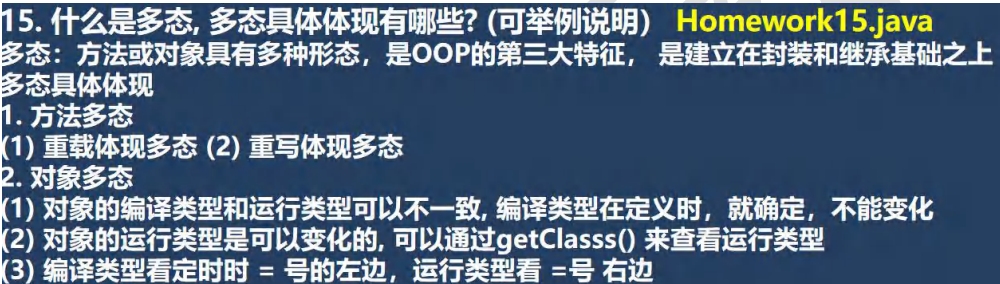 15. 什么是多态, 多态具体体现有哪些? (可举例说明) Homework15.java
多态：方法或对象具有多种形态，是OOP的第三大特征， 是建立在封装和继承基础之上
多态具体体现
1. 方法多态
(1) 重载体现多态 (2) 重写体现多态
2. 对象多态
(1) 对象的编译类型和运行类型可以不一致, 编译类型在定义时，就确定，不能变化
(2) 对象的运行类型是可以变化的, 可以通过getClasss() 来查看运行类型
(3) 编译类型看定时时 = 号的左边，运行类型看 =号 右边